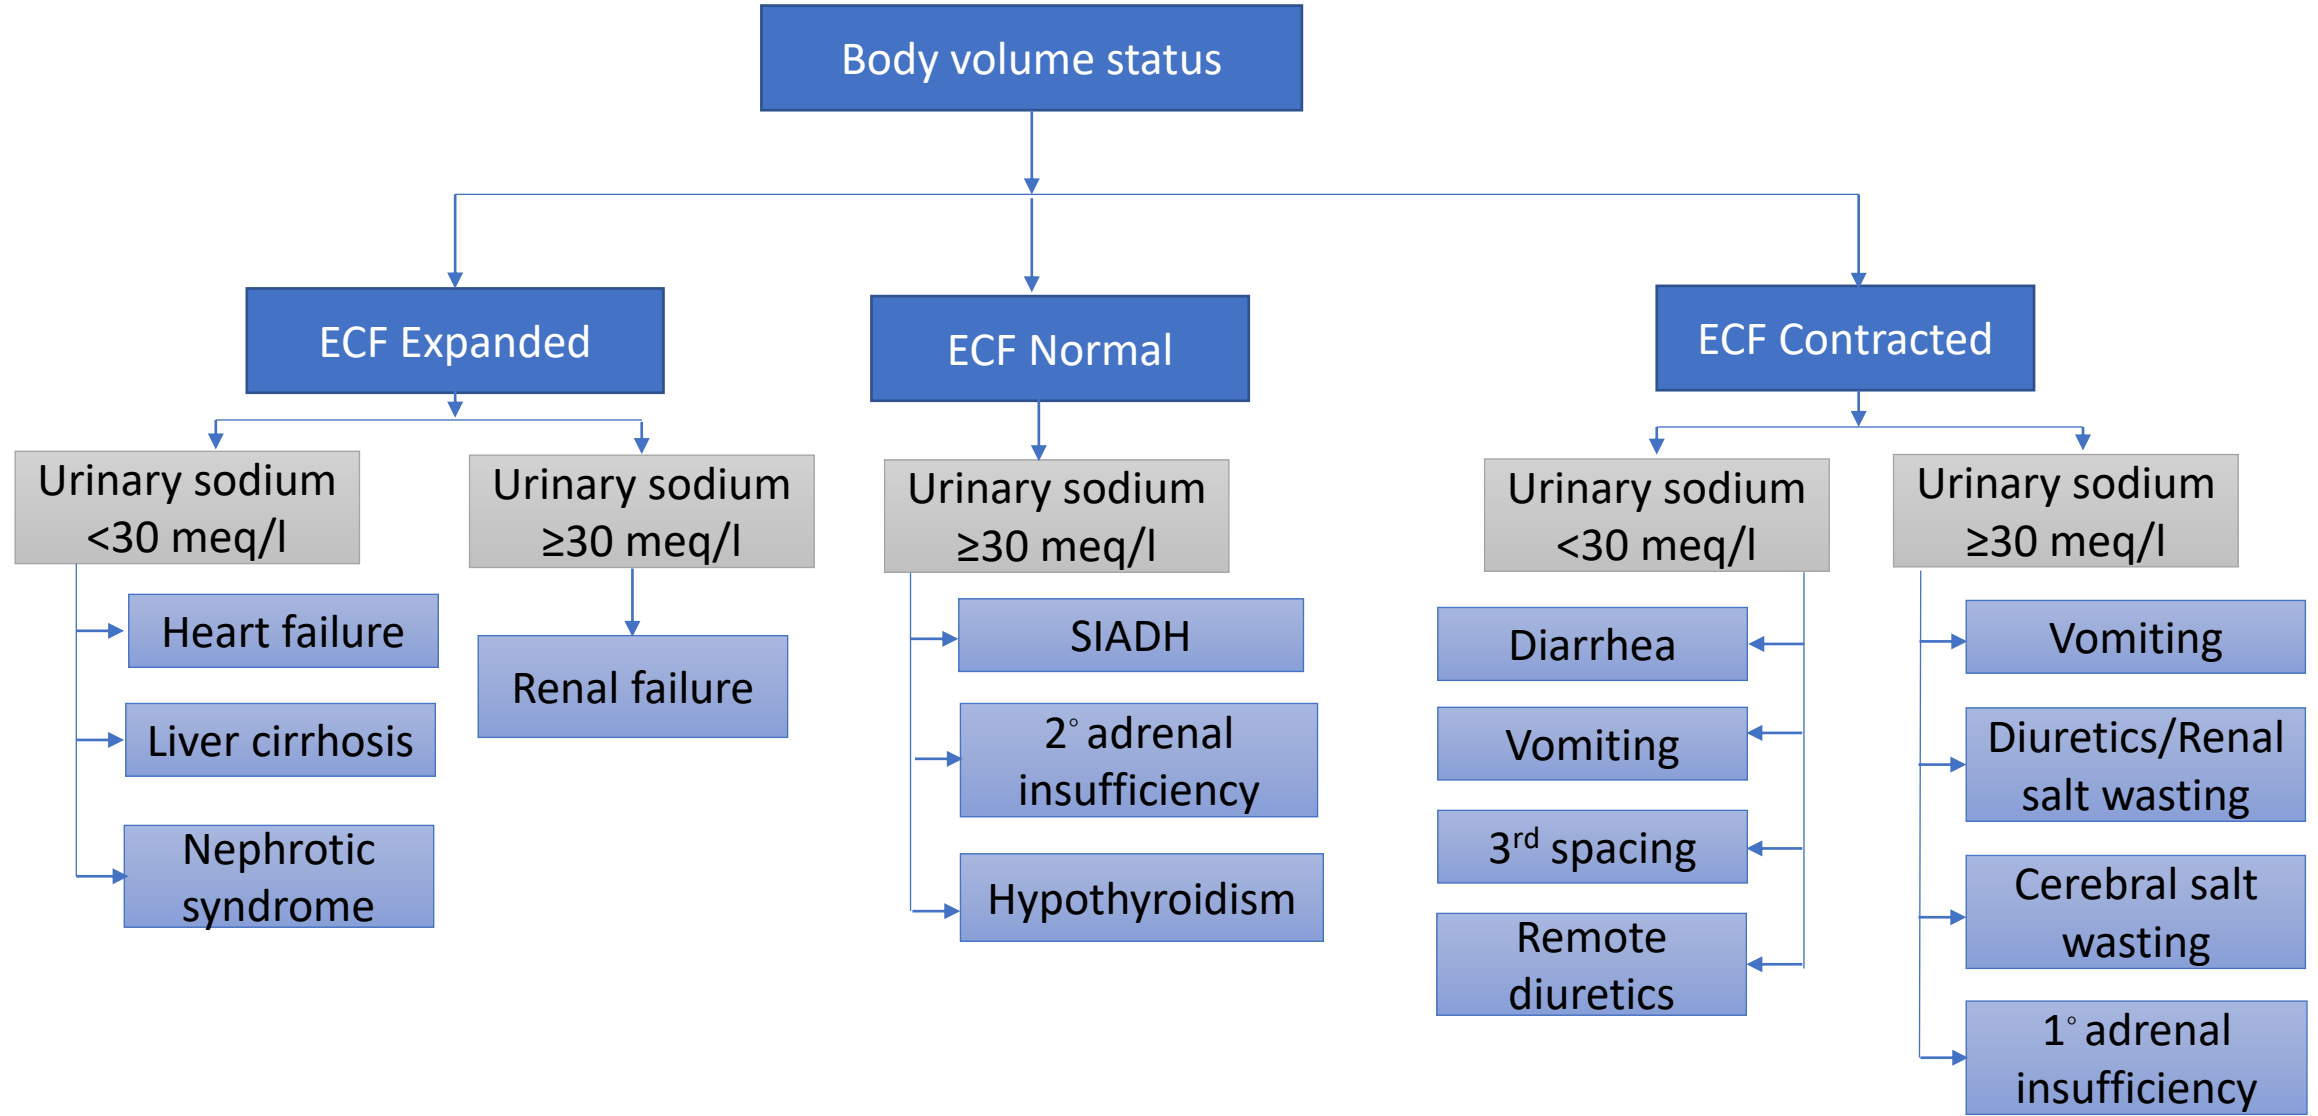 Body volume status
ECF Expanded
ECF Normal
ECF Contracted
Urinary sodium
<30 meq/l
Urinary sodium
≥30 meq/l
Urinary sodium
≥30 meq/l
Urinary sodium
<30 meq/l
Urinary sodium
≥30 meq/l
Heart failure
Liver cirrhosis
Nephrotic
syndrome
Renal failure
SIADH
2° adrenal
insufficiency
Hypothyroidism
Diarrhea
Vomiting
3rd spacing
Remote
diuretics
Vomiting
Diuretics/Renal
salt wasting
Cerebral salt
wasting
1° adrenal
insufficiency